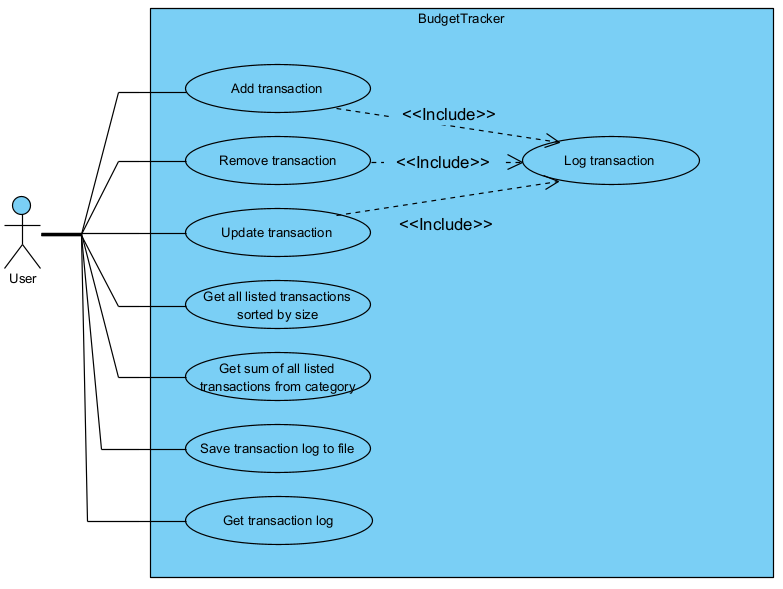 BudgetTracker
Add transaction
<<Include>>
Remove transaction
<<Include>>
Log transaction
Update transaction
<<Include>>
User
Get all listed transactions
sorted by size
Get sum of all listed
transactions from category
Save transaction log to file
Get transaction log